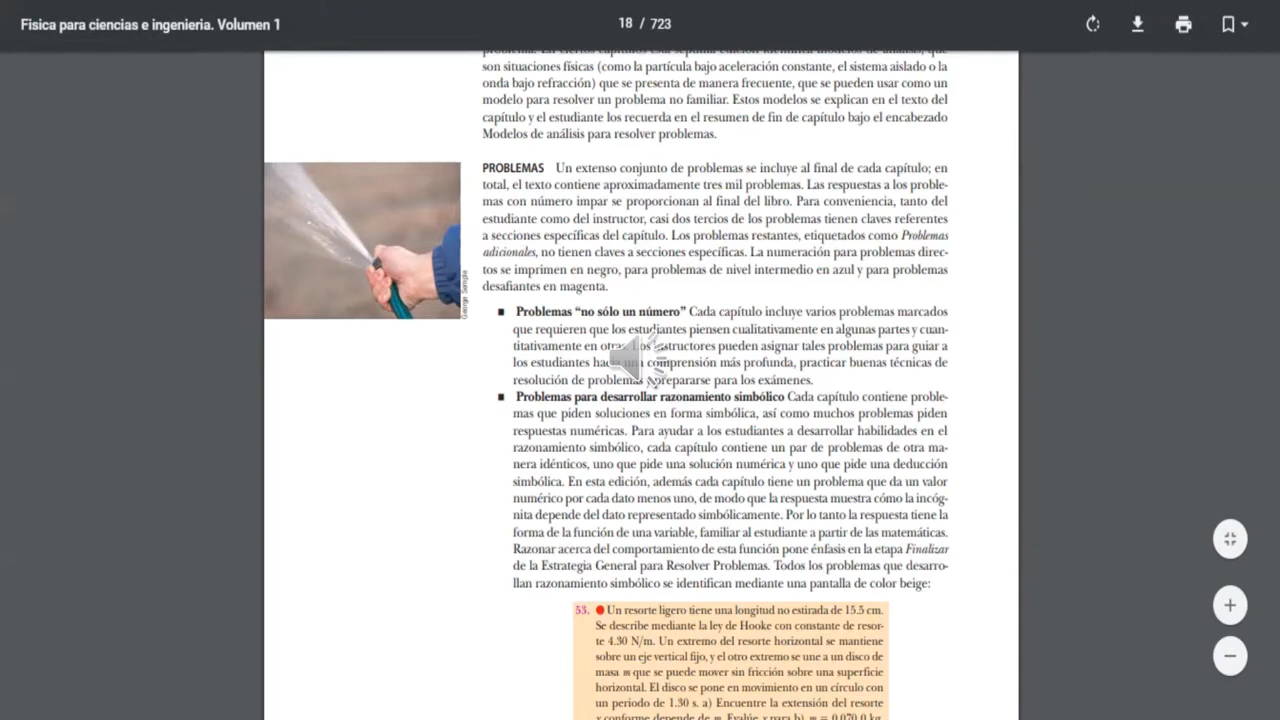 Fisica para ciencias e ingenieria. Volumen 1
18 / 723
problema. En ciertos capítulos esta séptima edición identifica modelos de análisis, que
son situaciones físicas (como la partícula bajo aceleración constante, el sistema aislado o la
onda bajo refracción) que se presenta de manera frecuente, que se pueden usar como un
modelo para resolver un problema no familiar. Estos modelos se explican en el texto del
capítulo y el estudiante los recuerda en el resumen de fin de capítulo bajo el encabezado
Modelos de análisis para resolver problemas.
PROBLEMAS Un extenso conjunto de problemas se incluye al final de cada capítulo; en
total, el texto contiene aproximadamente tres mil problemas. Las respuestas a los proble-
mas con número impar se proporcionan al final del libro. Para conveniencia, tanto del
estudiante como del instructor, casi dos tercios de los problemas tienen claves referentes
a secciones específicas del capítulo. Los problemas restantes, etiquetados como Problemas
adicionales, no tienen claves a secciones específicas. La numeración para problemas direc-
tos se imprimen en negro, para problemas de nivel intermedio en azul y para problemas
desafiantes en magenta.
George Semple
■ Problemas “no sólo un número” Cada capítulo incluye varios problemas marcados
que requieren que los estudiantes piensen cualitativamente en algunas partes y cuan-
titativamente en otras. Los instructores pueden asignar tales problemas para guiar a
los estudiantes hacia una comprensión más profunda, practicar buenas técnicas de
resolución de problemas y prepararse para los exámenes.
■ Problemas para desarrollar razonamiento simbólico Cada capítulo contiene proble-
mas que piden soluciones en forma simbólica, así como muchos problemas piden
respuestas numéricas. Para ayudar a los estudiantes a desarrollar habilidades en el
razonamiento simbólico, cada capítulo contiene un par de problemas de otra ma-
nera idénticos, uno que pide una solución numérica y uno que pide una deducción
simbólica. En esta edición, además cada capítulo tiene un problema que da un valor
numérico por cada dato menos uno, de modo que la respuesta muestra cómo la incóg-
nita depende del dato representado simbólicamente. Por lo tanto la respuesta tiene la
forma de la función de una variable, familiar al estudiante a partir de las matemáticas.
Razonar acerca del comportamiento de esta función pone énfasis en la etapa Finalizar
de la Estrategia General para Resolver Problemas. Todos los problemas que desarro-
llan razonamiento simbólico se identifican mediante una pantalla de color beige:
53. ● Un resorte ligero tiene una longitud no estirada de 15.5 cm.
Se describe mediante la ley de Hooke con constante de resor-
te 4.30 N/m. Un extremo del resorte horizontal se mantiene
sobre un eje vertical fijo, y el otro extremo se une a un disco de
masa m que se puede mover sin fricción sobre una superficie
horizontal. El disco se pone en movimiento en un círculo con
un periodo de 1.30 s. a) Encuentre la extensión del resorte
x conforme depende de m. Evalúe x para b) m = 0.070 0 kg,